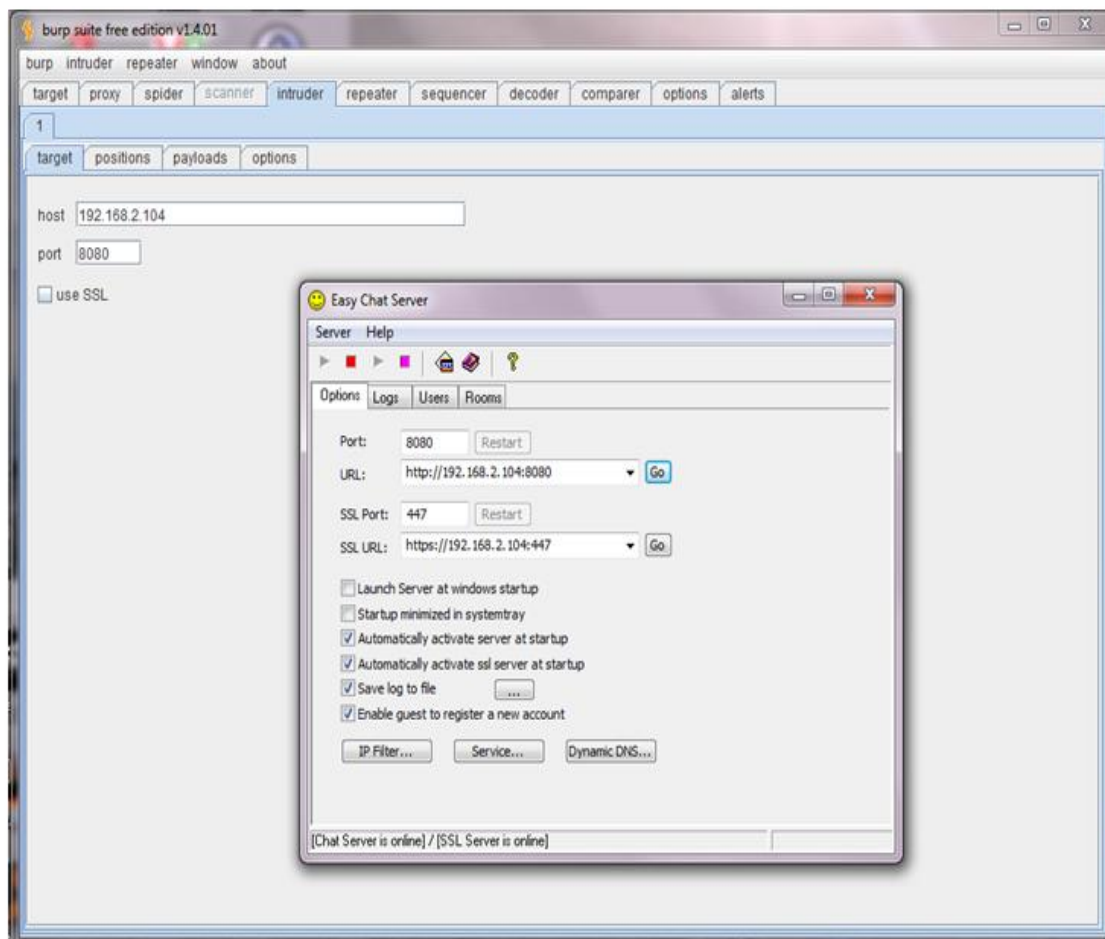 burp suite free edition v1.4.01
burp intruder repeater window about
target proxy spider scanner intruder repeater sequencer decoder comparer options alerts
1
target positions payloads options
host 192.168.2.104
port 8080
use SSL
Easy Chat Server
Server Help
Options Logs Users Rooms
Port: 8080 Restart
URL: http://192.168.2.104:8080 Go
SSL Port: 447 Restart
SSL URL: https://192.168.2.104:447 Go
Launch Server at windows startup
Startup minimized in systemtray
Automatically activate server at startup
Automatically activate ssl server at startup
Save log to file ...
Enable guest to register a new account
IP Filter... Service... Dynamic DNS...
[Chat Server is online] / [SSL Server is online]